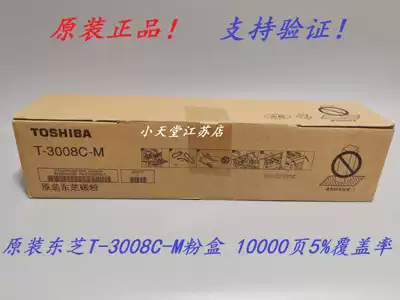 原装正品！ 支持验证！
小天堂江苏店
TOSHIBA
T-3008C-M
原装东芝碳粉
原装东芝T-3008C-M粉盒 10000页5%覆盖率